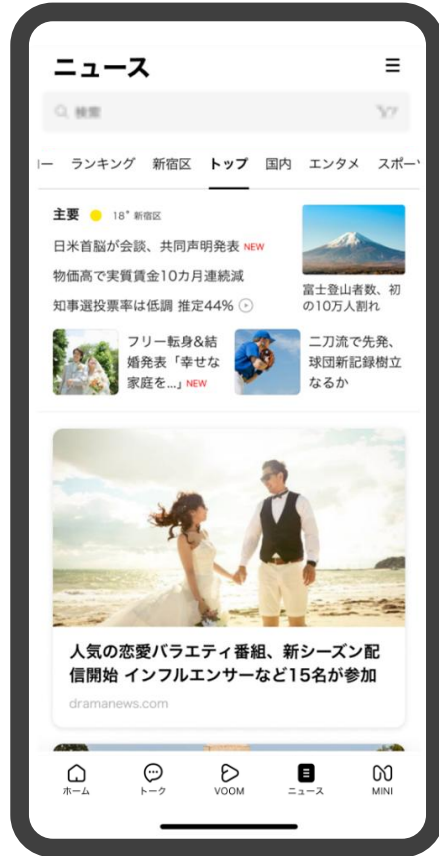 ニュース
検索
ランキング 新宿区 トップ 国内 エンタメ スポー
主要 18° 新宿区
日米首脳が会談、共同声明発表 NEW
物価高で実質賃金10カ月連続減
知事選投票率は低調 推定44%
富士登山者数、初
の10万人割れ
フリー転身&結
婚発表「幸せな
家庭を...」NEW
二刀流で先発、
球団新記録樹立
なるか
人気の恋愛バラエティ番組、新シーズン配
信開始 インフルエンサーなど15名が参加
dramanews.com
ホーム トーク VOOM ニュース MINI